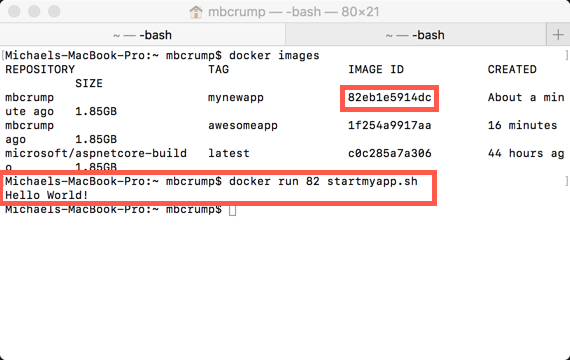 mbcrump — -bash — 80×21
~ — -bash ~ — -bash +
[Michaels-MacBook-Pro:~ mbcrump$ docker images ]
REPOSITORY TAG IMAGE ID CREATED
SIZE
mbcrump mynewapp 82eb1e5914dc About a min
ute ago 1.85GB
mbcrump awesomeapp 1f254a9917aa 16 minutes
ago 1.85GB
microsoft/aspnetcore-build latest c0c285a7a306 44 hours ag
o 1.85GB
[Michaels-MacBook-Pro:~ mbcrump$ docker run 82 startmyapp.sh ]
Hello World!
Michaels-MacBook-Pro:~ mbcrump$